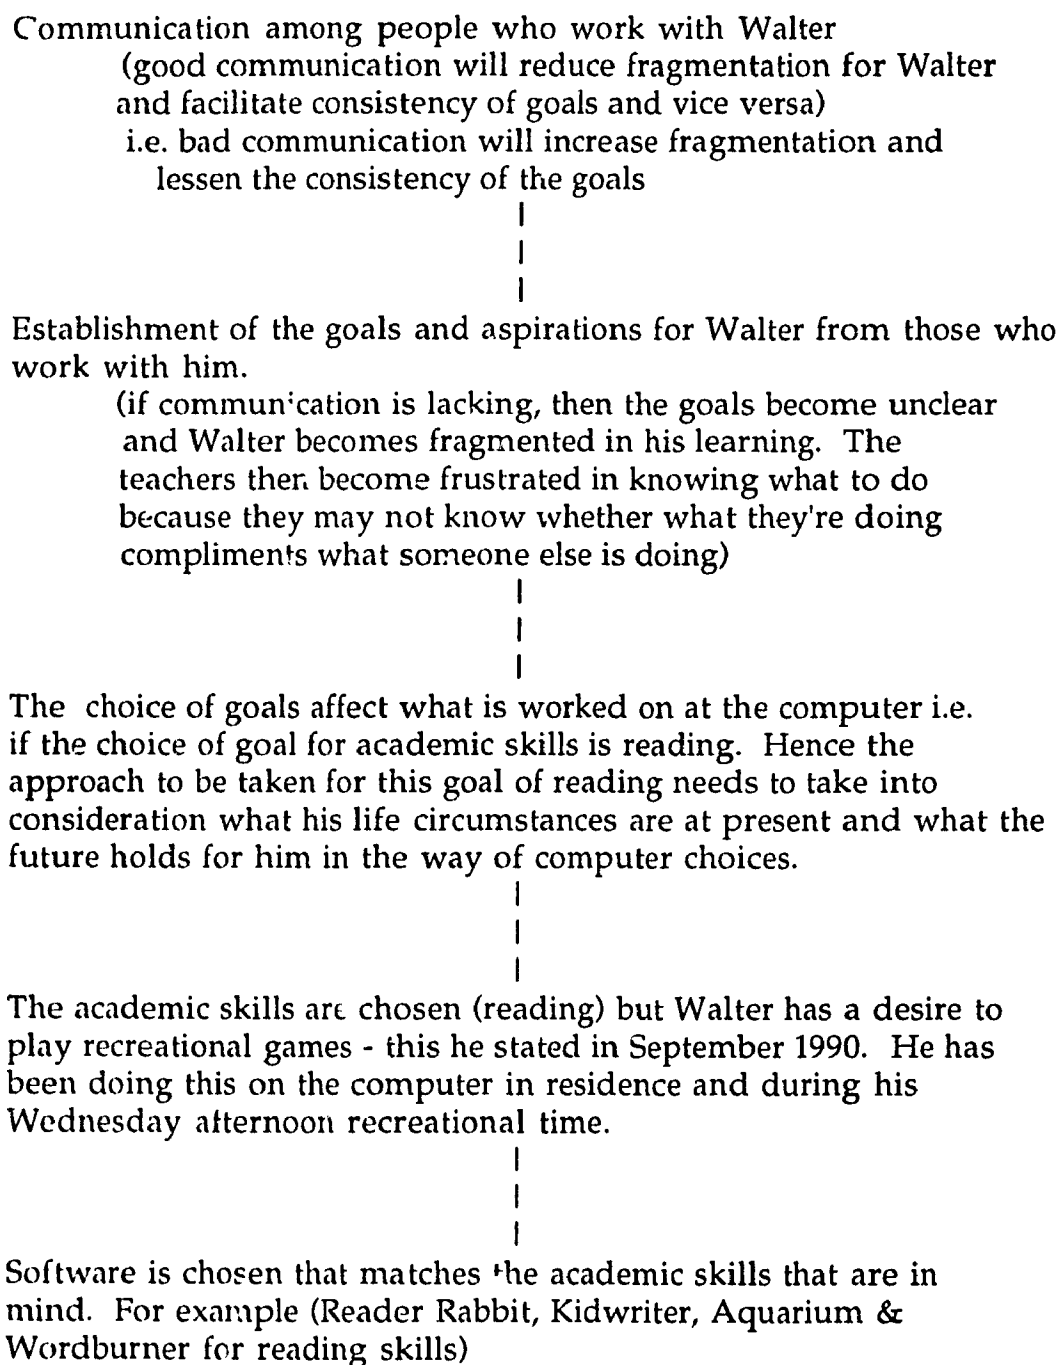 Communication among people who work with Walter
(good communication will reduce fragmentation for Walter
and facilitate consistency of goals and vice versa)
i.e. bad communication will increase fragmentation and
lessen the consistency of the goals
Establishment of the goals and aspirations for Walter from those who
work with him.
(if communication is lacking, then the goals become unclear
and Walter becomes fragmented in his learning. The
teachers then become frustrated in knowing what to do
because they may not know whether what they're doing
compliments what someone else is doing)
The choice of goals affect what is worked on at the computer i.e.
if the choice of goal for academic skills is reading. Hence the
approach to be taken for this goal of reading needs to take into
consideration what his life circumstances are at present and what the
future holds for him in the way of computer choices.
The academic skills are chosen (reading) but Walter has a desire to
play recreational games - this he stated in September 1990. He has
been doing this on the computer in residence and during his
Wednesday afternoon recreational time.
Software is chosen that matches the academic skills that are in
mind. For example (Reader Rabbit, Kidwriter, Aquarium &
Wordburner for reading skills)